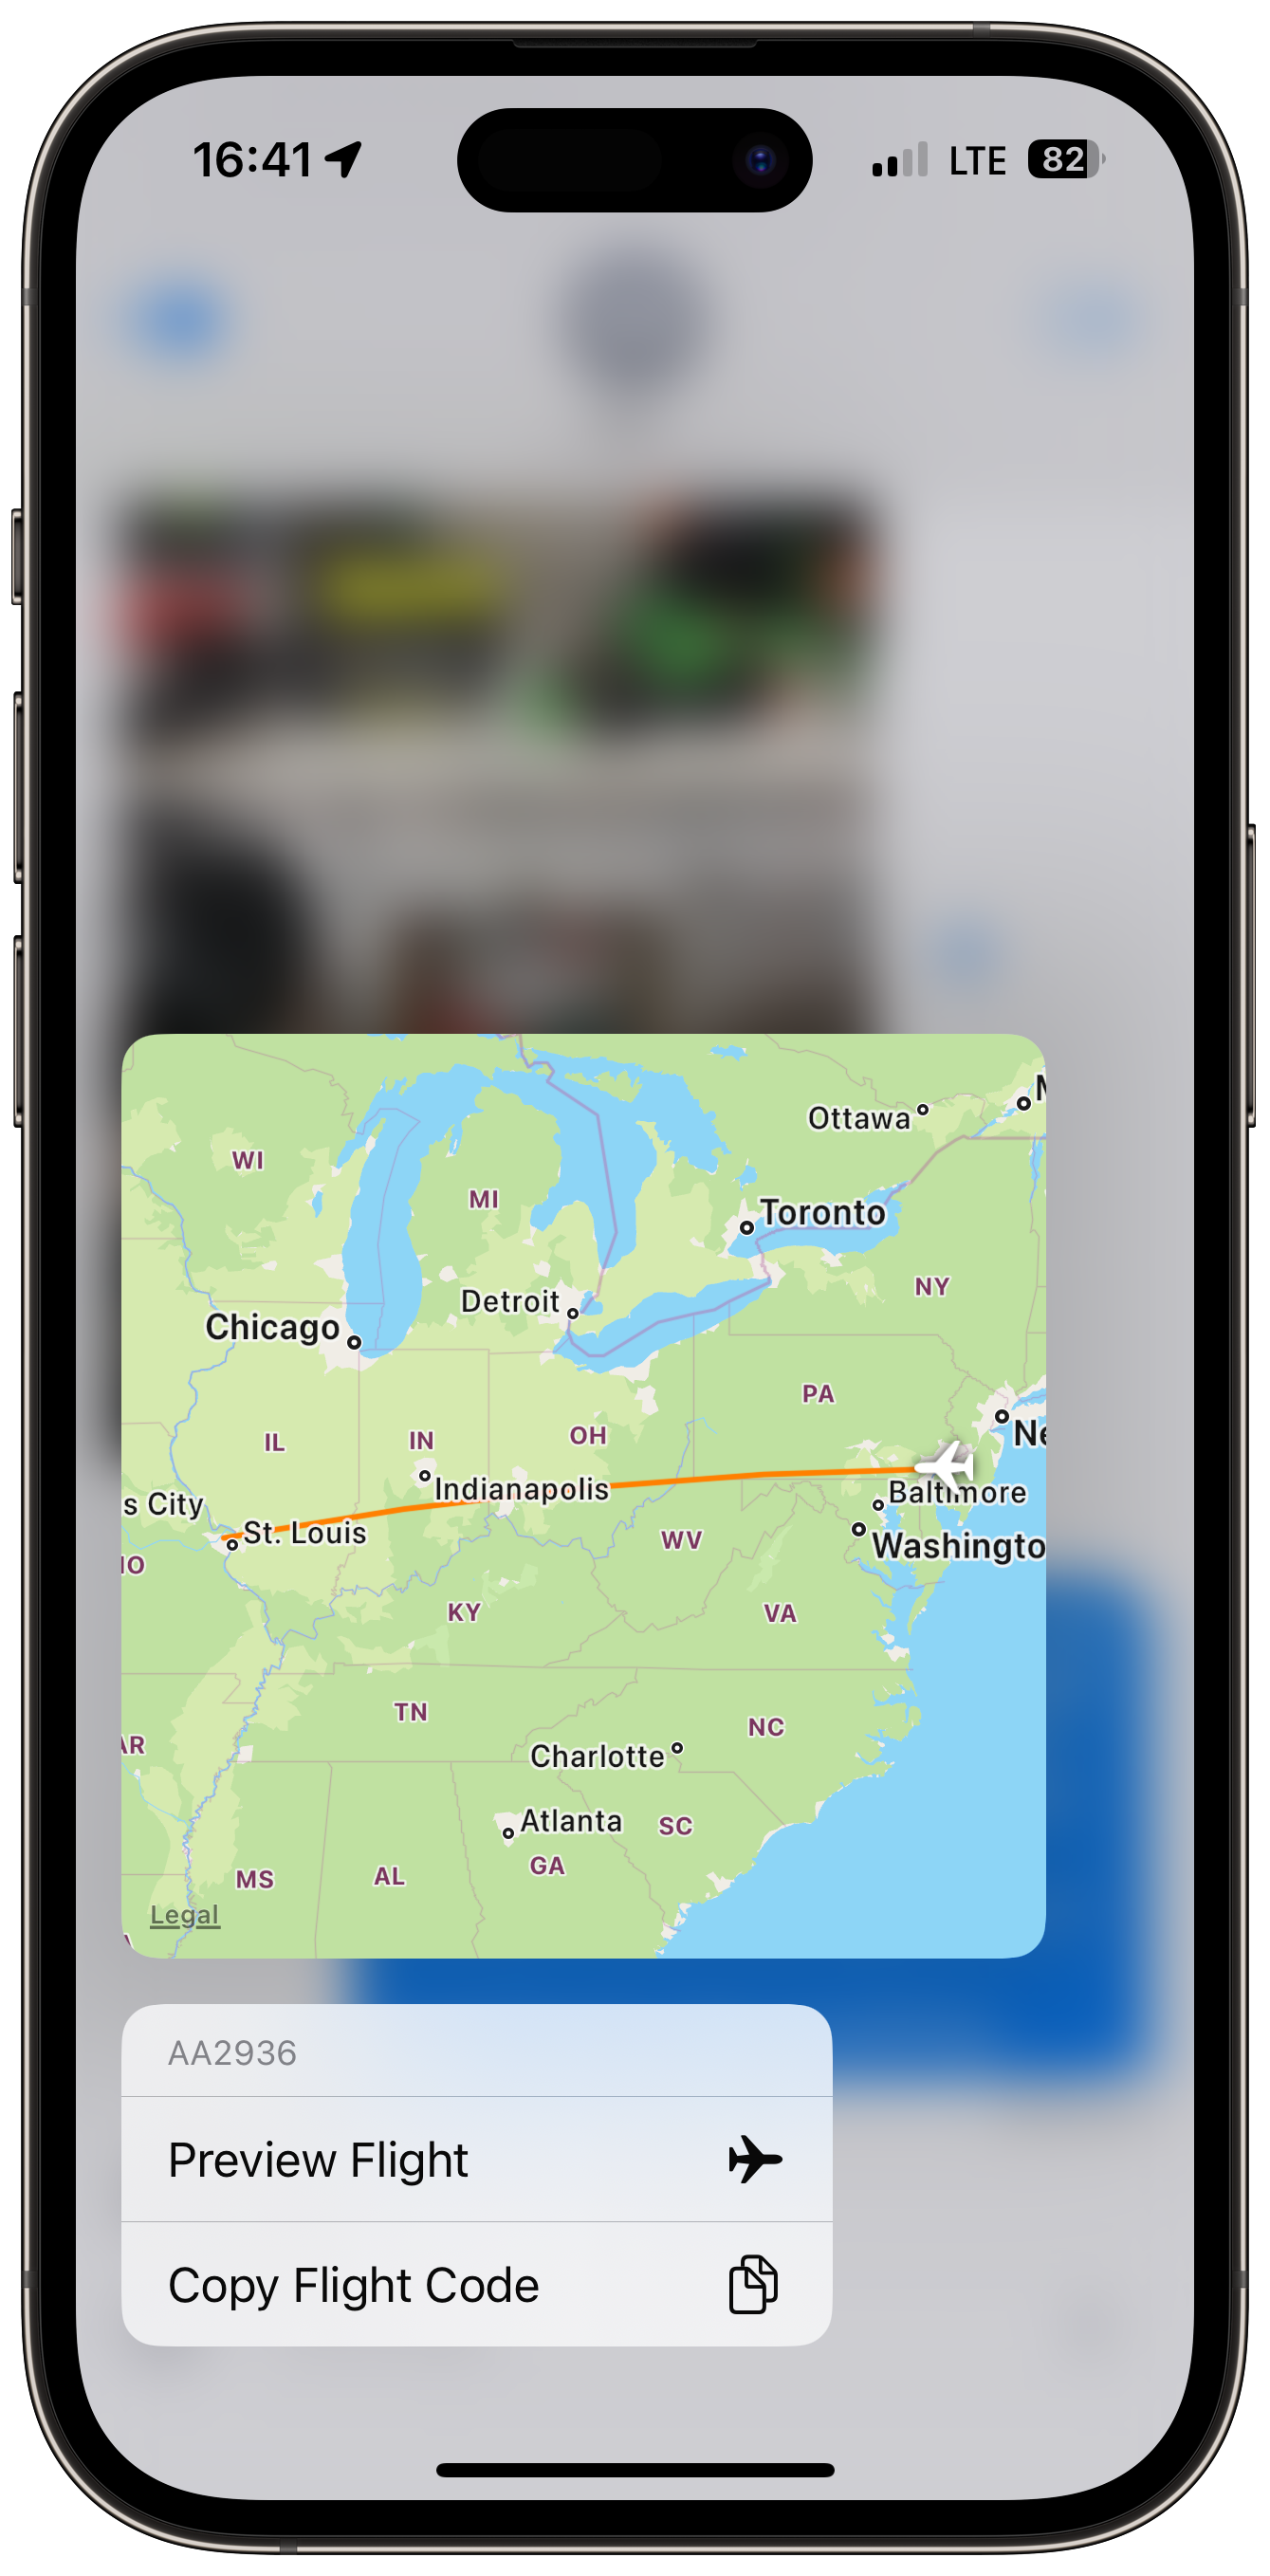 16:41 LTE 82
Ottawa
WI
MI
Toronto
NY
Detroit
Chicago
PA
IL
IN
OH
Ne
Indianapolis
Baltimore
s City
St. Louis
WV
Washingto
KY
VA
TN
NC
AR
Charlotte
Atlanta
SC
GA
MS
AL
Legal
AA2936
Preview Flight
Copy Flight Code